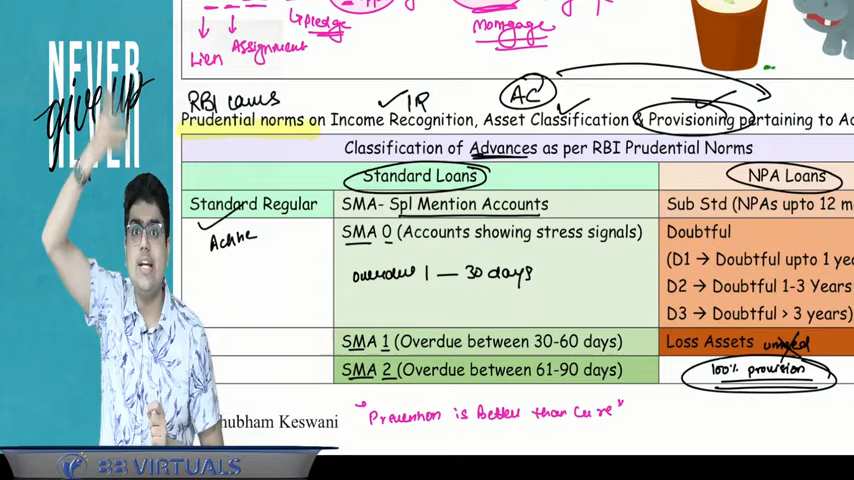 Lien Assignment
Pledge
Mortgage
NEVER
give up
NEVER
RBI
IR
AC
Prudential norms on Income Recognition, Asset Classification & Provisioning pertaining to Ac
Classification of Advances as per RBI Prudential Norms
Standard Loans
NPA Loans
Standard Regular
SMA- Spl Mention Accounts
Sub Std (NPAs upto 12 m
Active
SMA 0 (Accounts showing stress signals)
overdue 1 — 30 days
Doubtful
(D1 → Doubtful upto 1 yea
D2 → Doubtful 1-3 Years
D3 → Doubtful > 3 years)
SMA 1 (Overdue between 30-60 days)
Loss Assets
SMA 2 (Overdue between 61-90 days)
100% provision
"Prevention is Better than Cure"
hubham Keswani
BB VIRTUALS